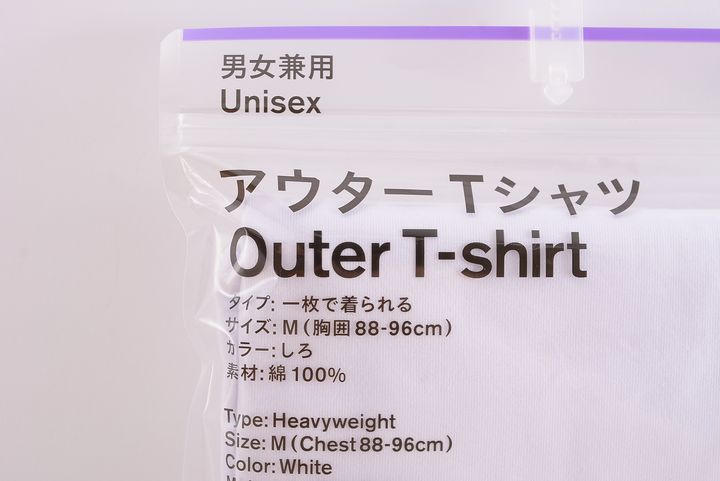 男女兼用
Unisex
アウターTシャツ
Outer T-shirt
タイプ: 一枚で着られる
サイズ: M (胸囲 88-96cm)
カラー: しろ
素材: 綿 100%
Type: Heavyweight
Size: M (Chest 88-96cm)
Color: White